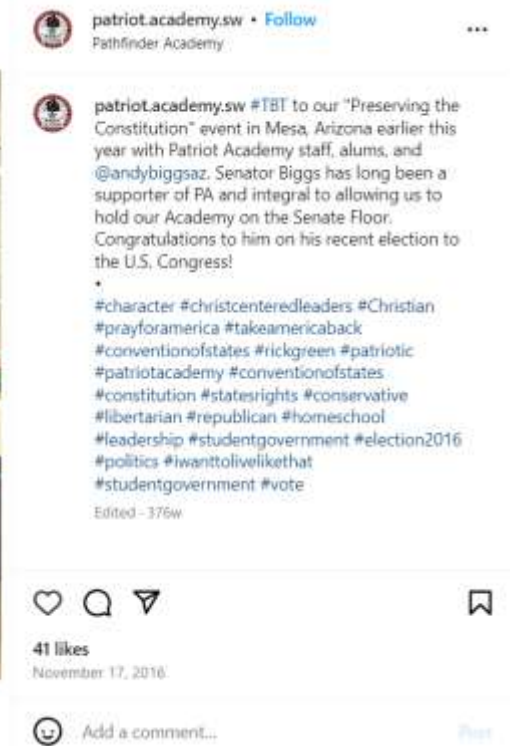 patriot.academy.sw • Follow
Pathfinder Academy
patriot.academy.sw #TBT to our "Preserving the
Constitution" event in Mesa, Arizona earlier this
year with Patriot Academy staff, alums, and
@andybiggsaz. Senator Biggs has long been a
supporter of PA and integral to allowing us to
hold our Academy on the Senate Floor.
Congratulations to him on his recent election to
the U.S. Congress!
•
#character #christcenteredleaders #Christian
#prayforamerica #takeamericaback
#conventionofstates #rickgreen #patriotic
#patriotacademy #conventionofstates
#constitution #statesrights #conservative
#libertarian #republican #homeschool
#leadership #studentgovernment #election2016
#politics #iwanttolivelikethat
#studentgovernment #vote
Edited - 376w
41 likes
November 17, 2016
Add a comment...
Post